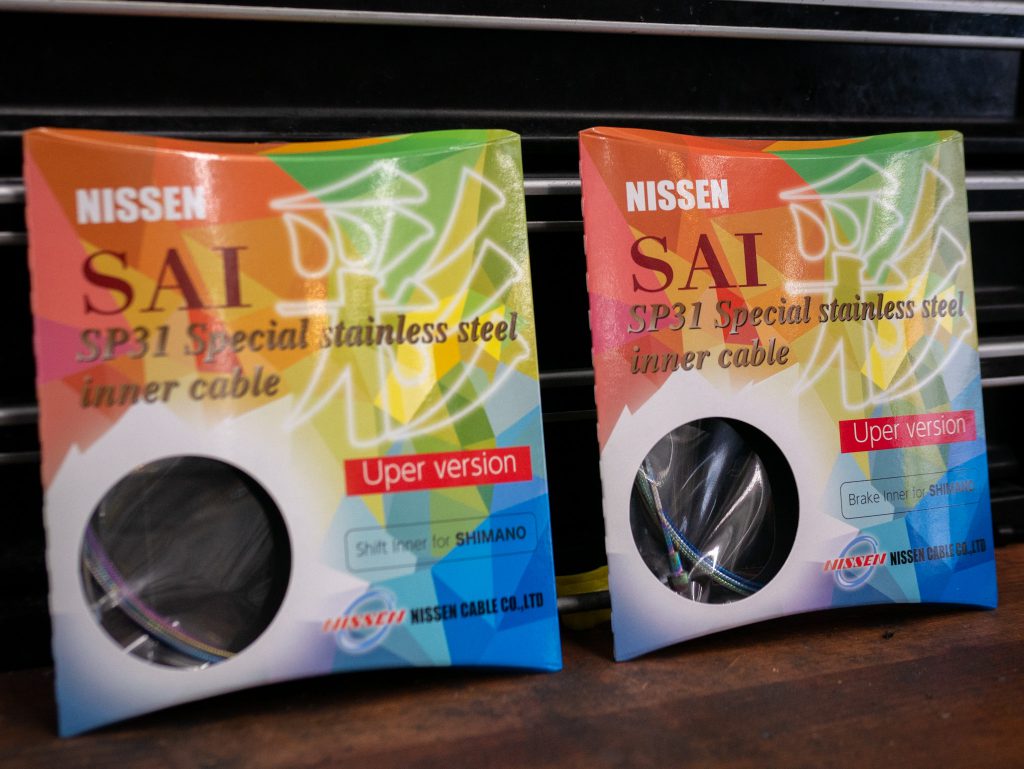 NISSEN
SAI
SP31 Special stainless steel
inner cable
Uper version
Shift Inner for SHIMANO
NISSEN NISSEN CABLE CO.,LTD
NISSEN
SAI
SP31 Special stainless steel
inner cable
Uper version
Brake Inner for SHIMANO
NISSEN NISSEN CABLE CO.,LTD